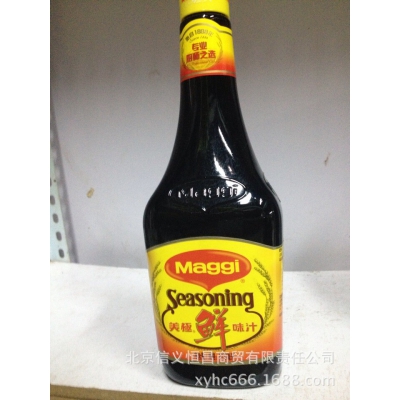 专业
厨师之选
Maggi
Maggi
®
Seasoning
美極 鮮 味汁
北京信义恒昌商贸有限责任公司
xyhc666.1688.com